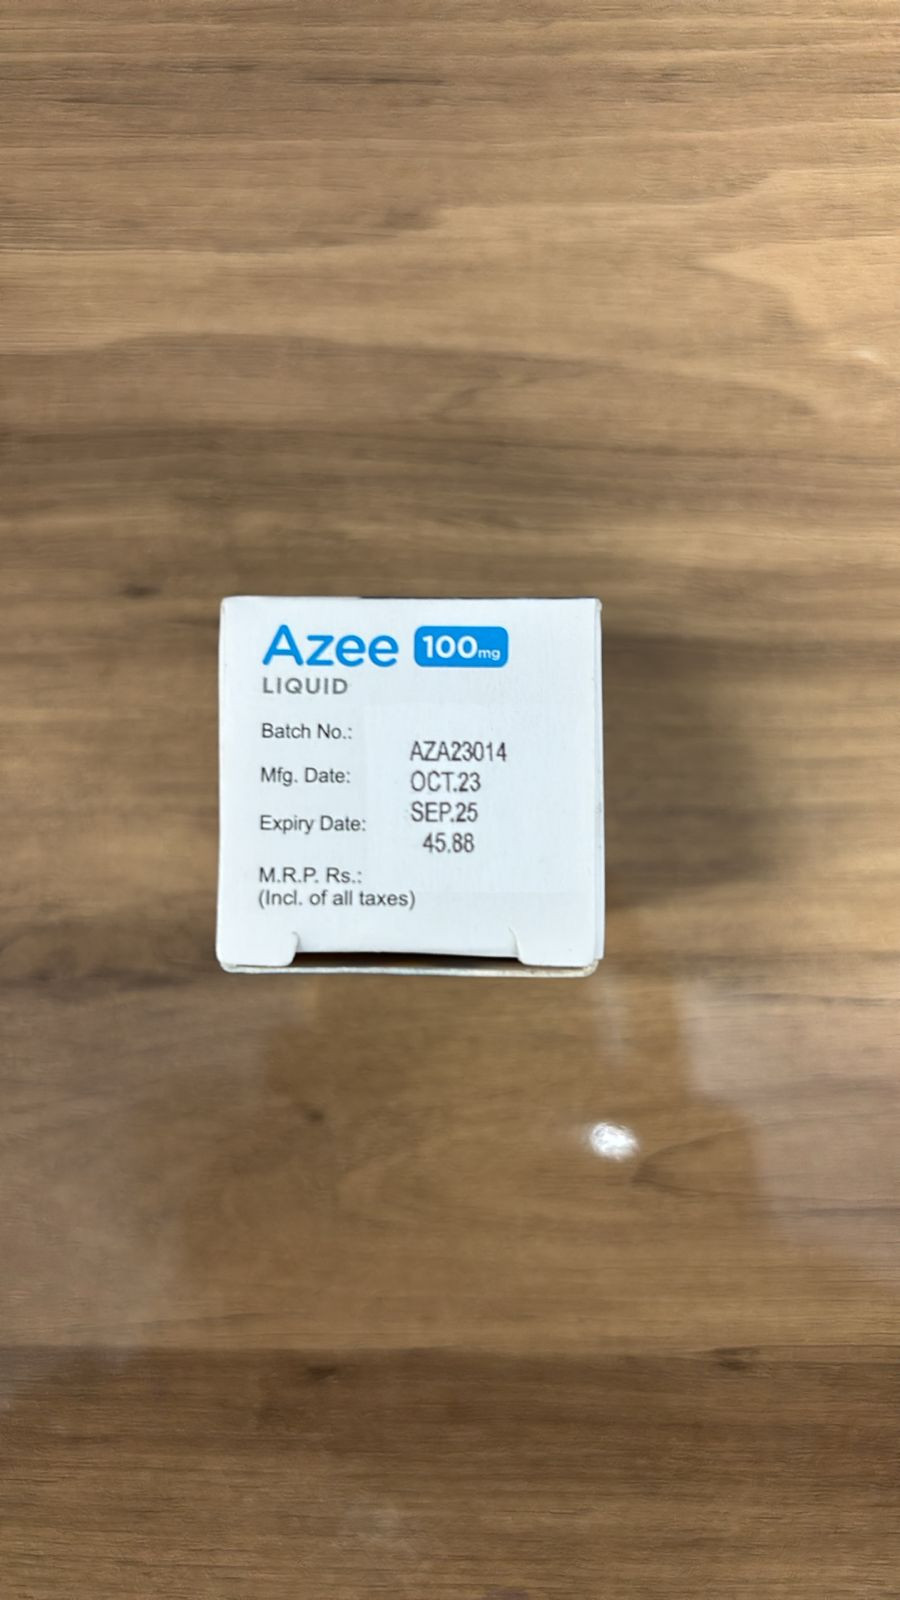 Azee 100mg
LIQUID
Batch No.:
AZA23014
Mfg. Date:
OCT.23
Expiry Date:
SEP.25
45.88
M.R.P. Rs.:
(Incl. of all taxes)